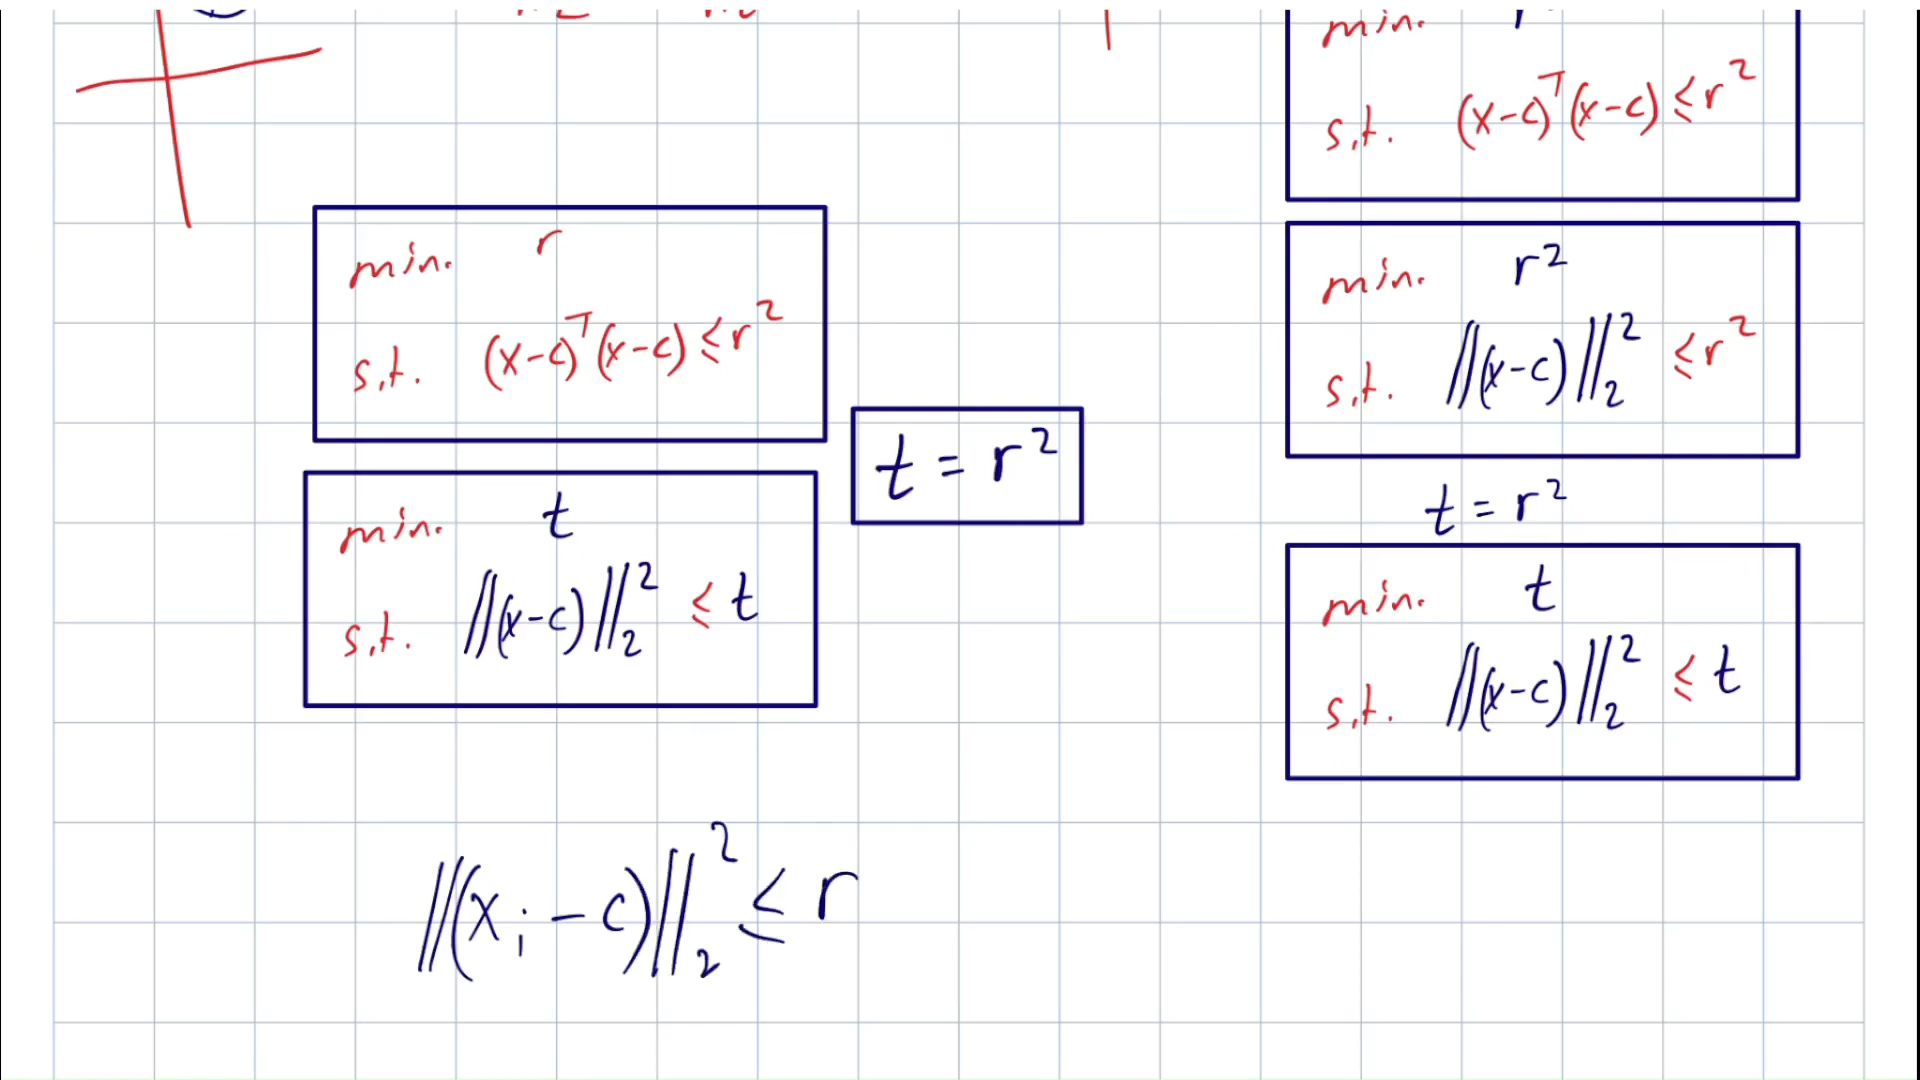 min.
s.t. (x-c)^T (x-c) ≤ r^2
min. r
s.t. (x-c)^T (x-c) ≤ r^2
min. r^2
s.t. ||(x-c)||_2^2 ≤ r^2
t = r^2
t = r^2
min. t
s.t. ||(x-c)||_2^2 ≤ t
min. t
s.t. ||(x-c)||_2^2 ≤ t
||(x_i - c)||_2^2 ≤ r